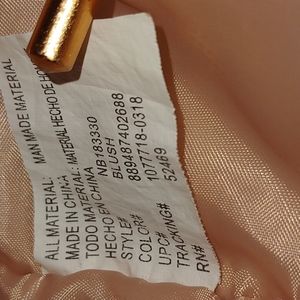 ALL MATERIAL: MAN MADE MATERIAL
MADE IN CHINA
TODO MATERIAL: MATERIAL HECHO DE HO
HECHO EN CHINA
STYLE# NB183330
COLOR# BLUSH
UPC# 889487402688
TRACKING# 1077718-0318
RN# 52469